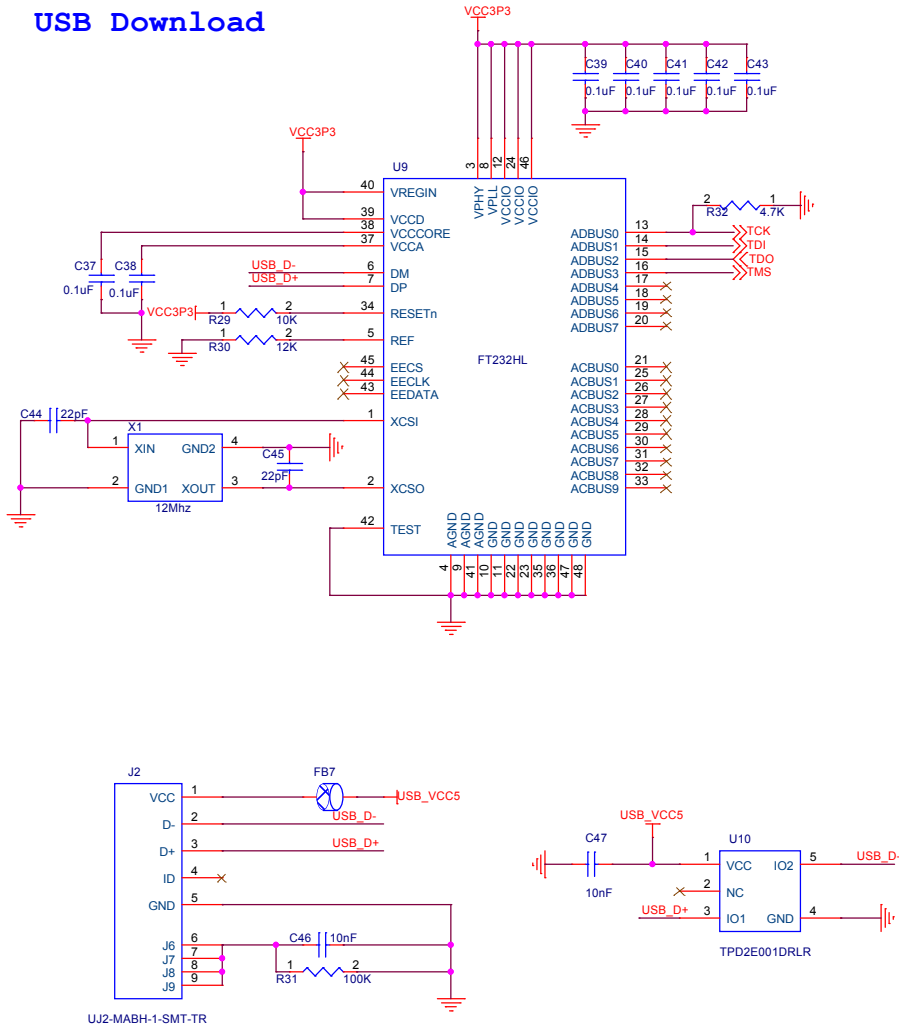 USB Download
VCC3P3
C39 C40 C41 C42 C43
0.1uF 0.1uF 0.1uF 0.1uF 0.1uF
VCC3P3
U9
3 8 12 24 46
VPHY VPLL VCCIO VCCIO VCCIO
40 VREGIN
39 VCCD
38 VCCCORE
37 VCCA
C37 C38
0.1uF 0.1uF
USB_D- 6 DM
USB_D+ 7 DP
VCC3P3 1 2 34 RESETn
R29 10K
1 2 5 REF
R30 12K
45 EECS
44 EECLK
43 EEDATA
1 XCSI
C44 22pF
X1
1 XIN GND2 4
2 GND1 XOUT 3
12Mhz
C45
22pF
2 XCSO
42 TEST
FT232HL
2 1
R32 4.7K
ADBUS0 13 TCK
ADBUS1 14 TDI
ADBUS2 15 TDO
ADBUS3 16 TMS
ADBUS4 17
ADBUS5 18
ADBUS6 19
ADBUS7 20
ACBUS0 21
ACBUS1 25
ACBUS2 26
ACBUS3 27
ACBUS4 28
ACBUS5 29
ACBUS6 30
ACBUS7 31
ACBUS8 32
ACBUS9 33
AGND AGND AGND GND GND GND GND GND GND GND GND
4 9 41 10 11 22 23 35 36 47 48
J2
VCC 1
D- 2
D+ 3
ID 4
GND 5
J6 6
J7 7
J8 8
J9 9
UJ2-MABH-1-SMT-TR
FB7
USB_VCC5
USB_D-
USB_D+
C46 10nF
1 2
R31 100K
USB_VCC5
C47
10nF
U10
1 VCC IO2 5 USB_D-
2 NC
USB_D+ 3 IO1 GND 4
TPD2E001DRLR